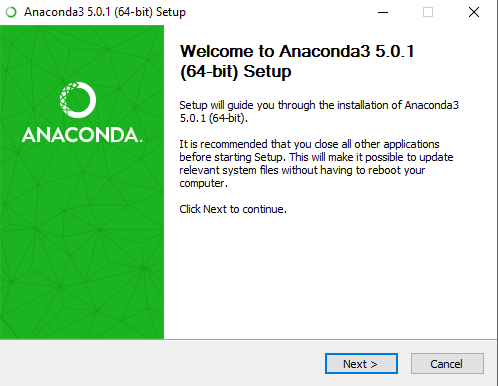 Anaconda3 5.0.1 (64-bit) Setup
ANACONDA.
Welcome to Anaconda3 5.0.1
(64-bit) Setup
Setup will guide you through the installation of Anaconda3
5.0.1 (64-bit).
It is recommended that you close all other applications
before starting Setup. This will make it possible to update
relevant system files without having to reboot your
computer.
Click Next to continue.
Next >
Cancel